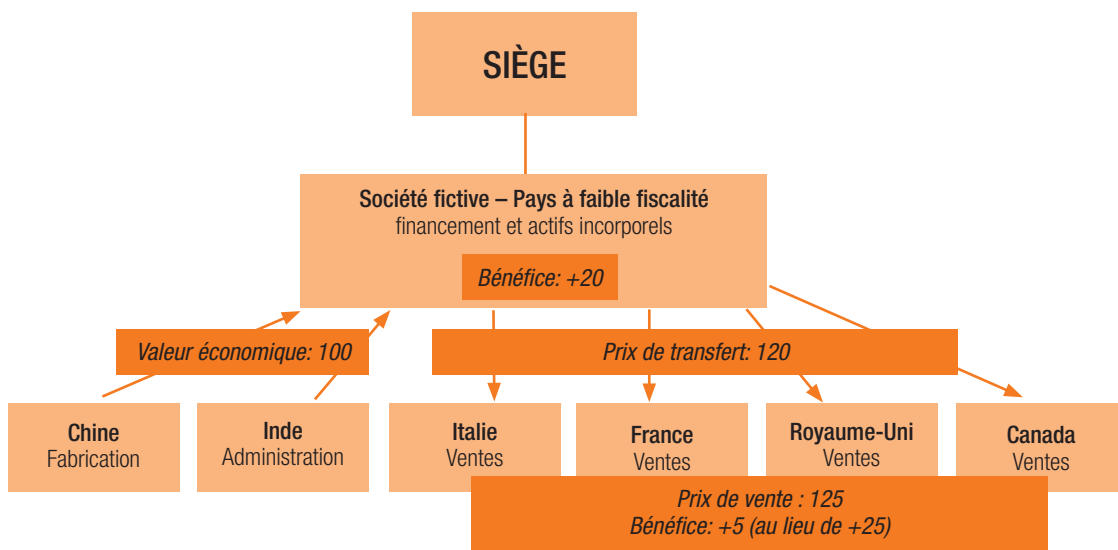 SIÈGE
Société fictive – Pays à faible fiscalité
financement et actifs incorporels
Bénéfice: +20
Valeur économique: 100
Prix de transfert: 120
Chine
Fabrication
Inde
Administration
Italie
Ventes
France
Ventes
Royaume-Uni
Ventes
Canada
Ventes
Prix de vente : 125
Bénéfice: +5 (au lieu de +25)